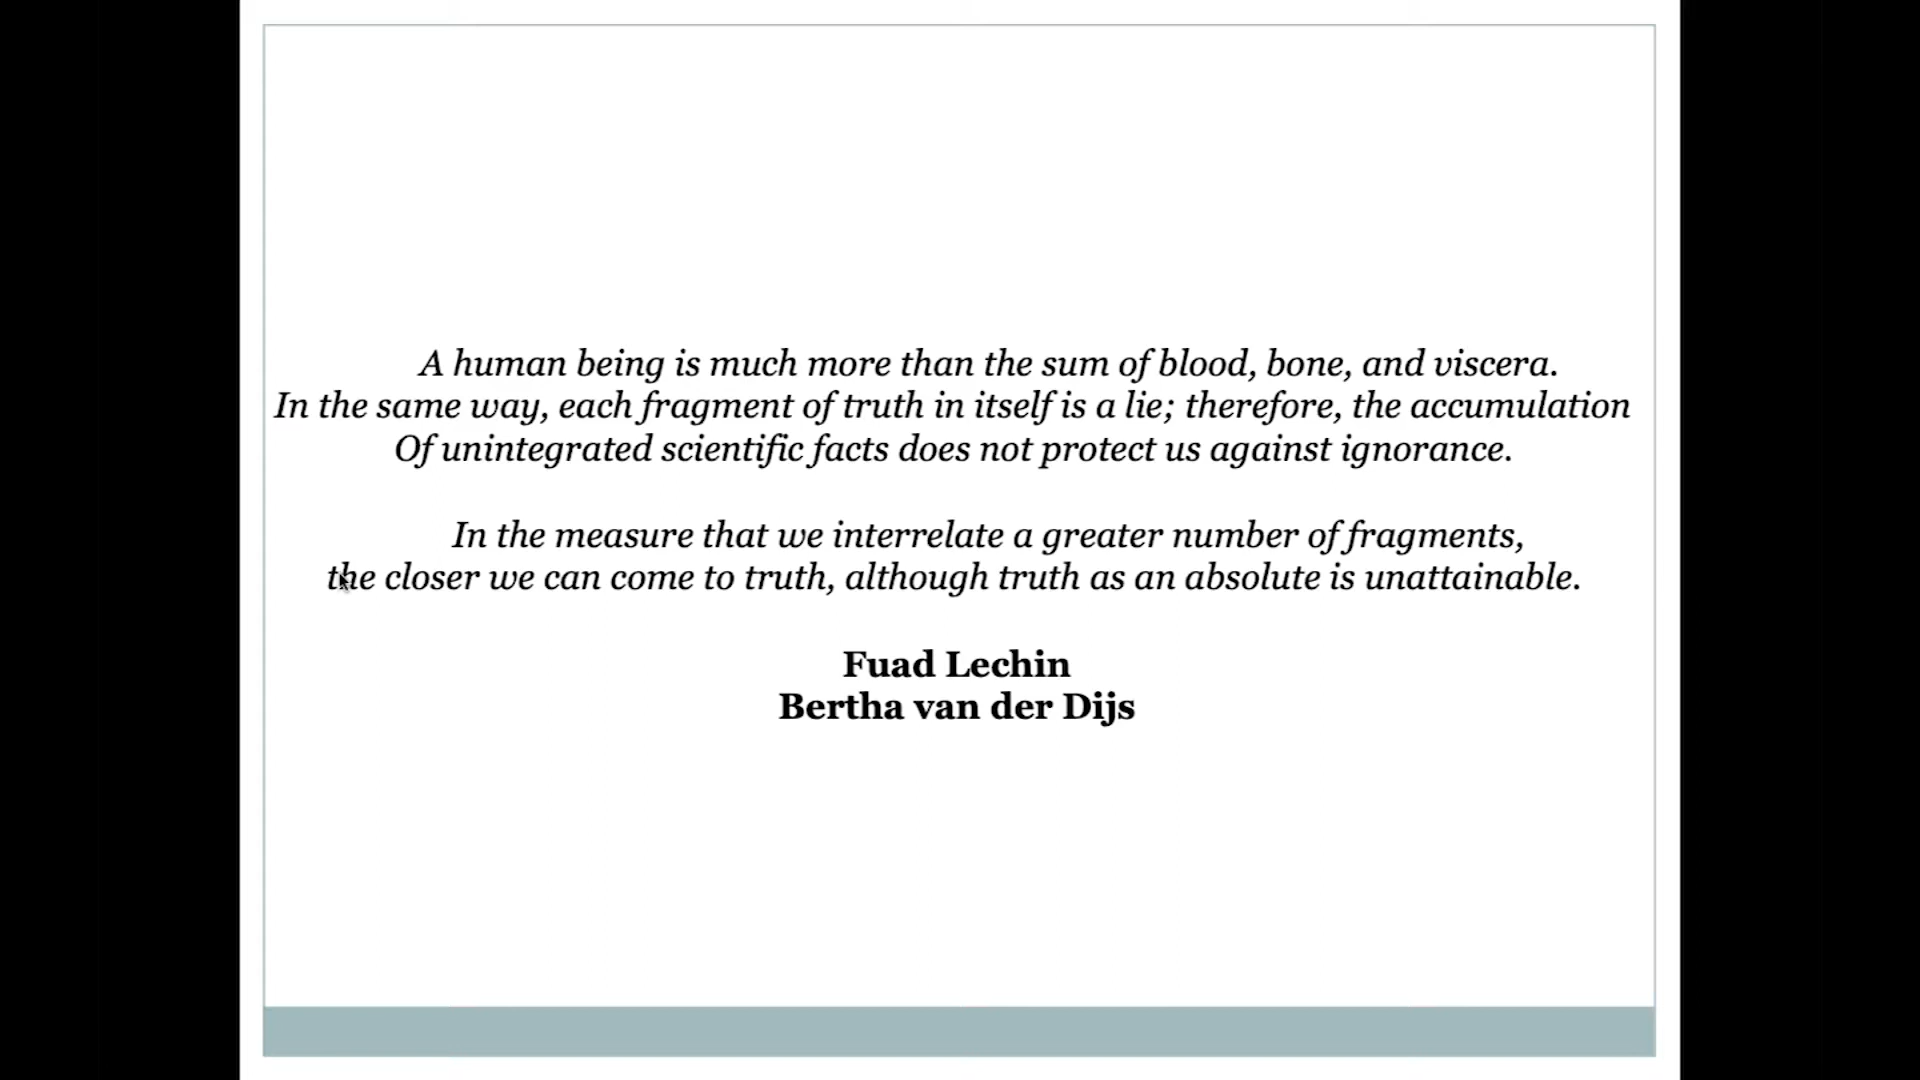 A human being is much more than the sum of blood, bone, and viscera.
In the same way, each fragment of truth in itself is a lie; therefore, the accumulation
Of unintegrated scientific facts does not protect us against ignorance.
In the measure that we interrelate a greater number of fragments,
the closer we can come to truth, although truth as an absolute is unattainable.
Fuad Lechin
Bertha van der Dijs